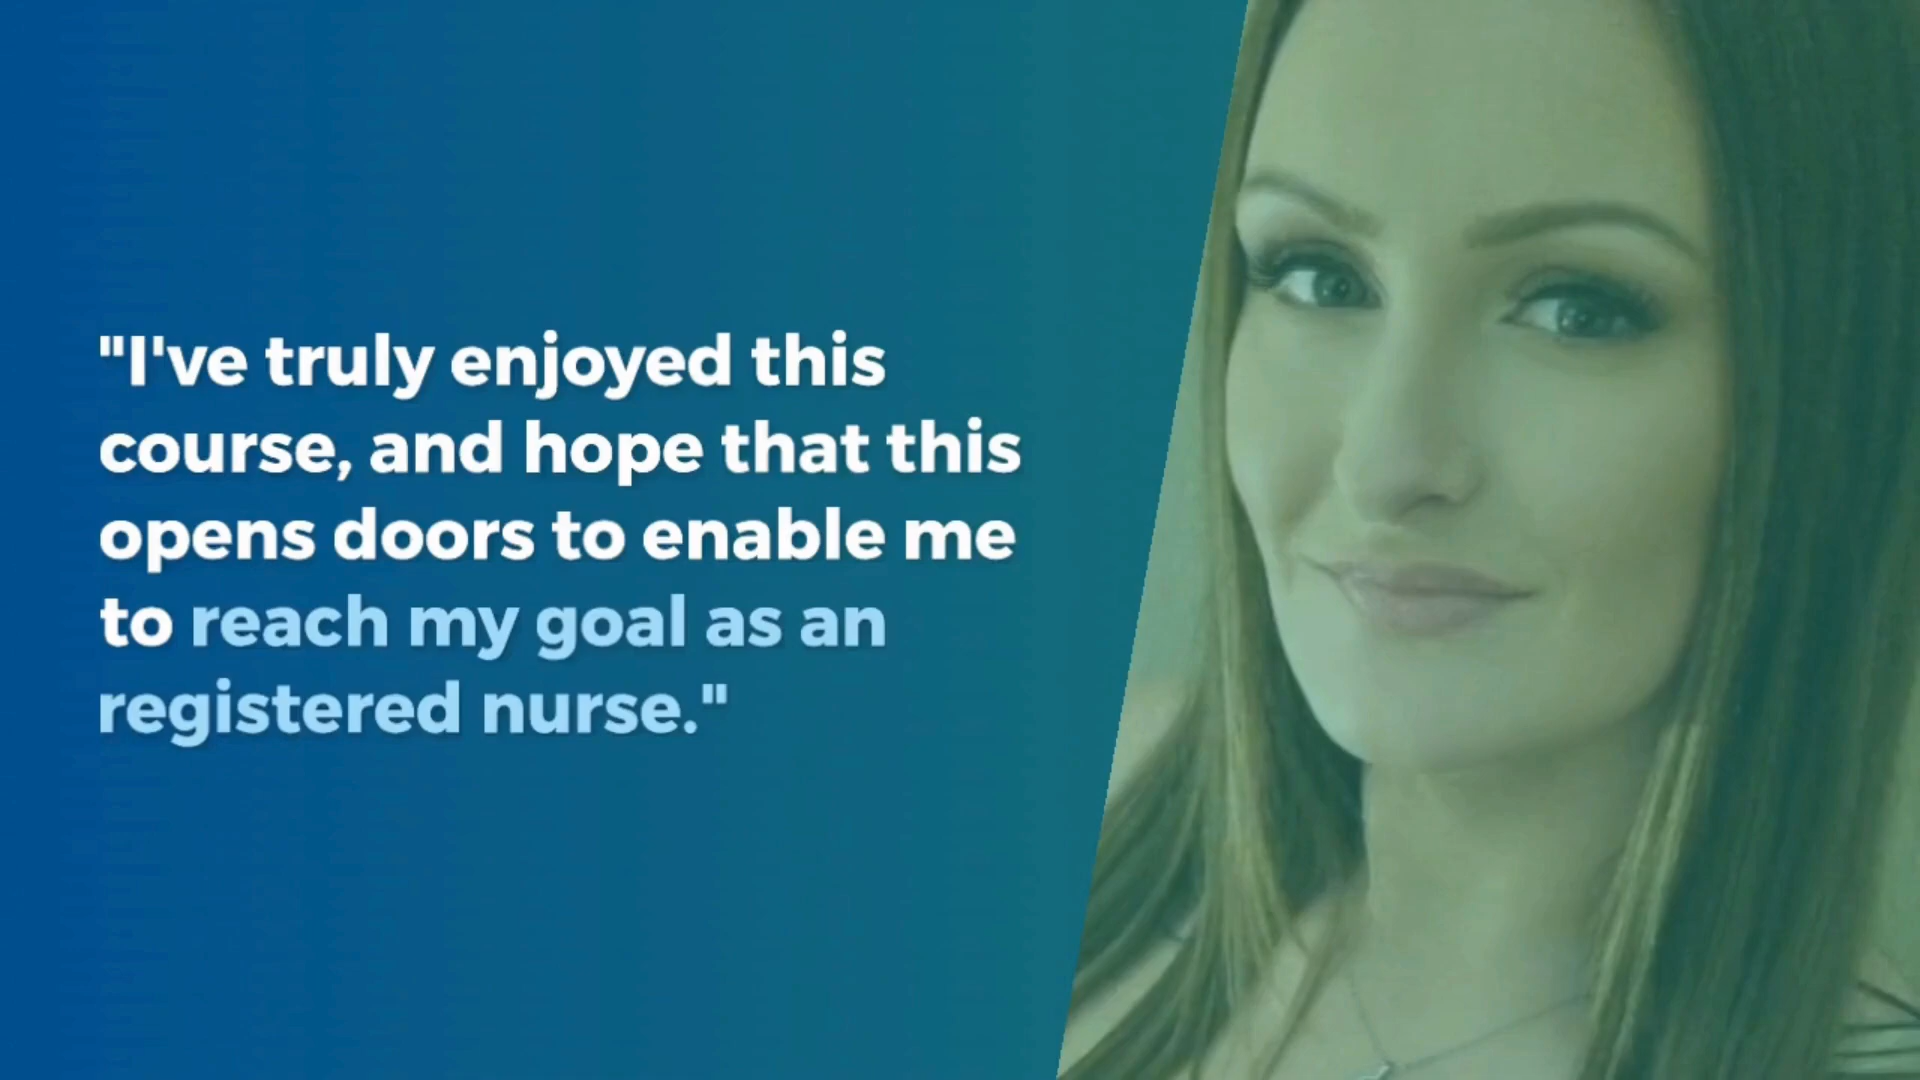 "I've truly enjoyed this
course, and hope that this
opens doors to enable me
to reach my goal as an
registered nurse."